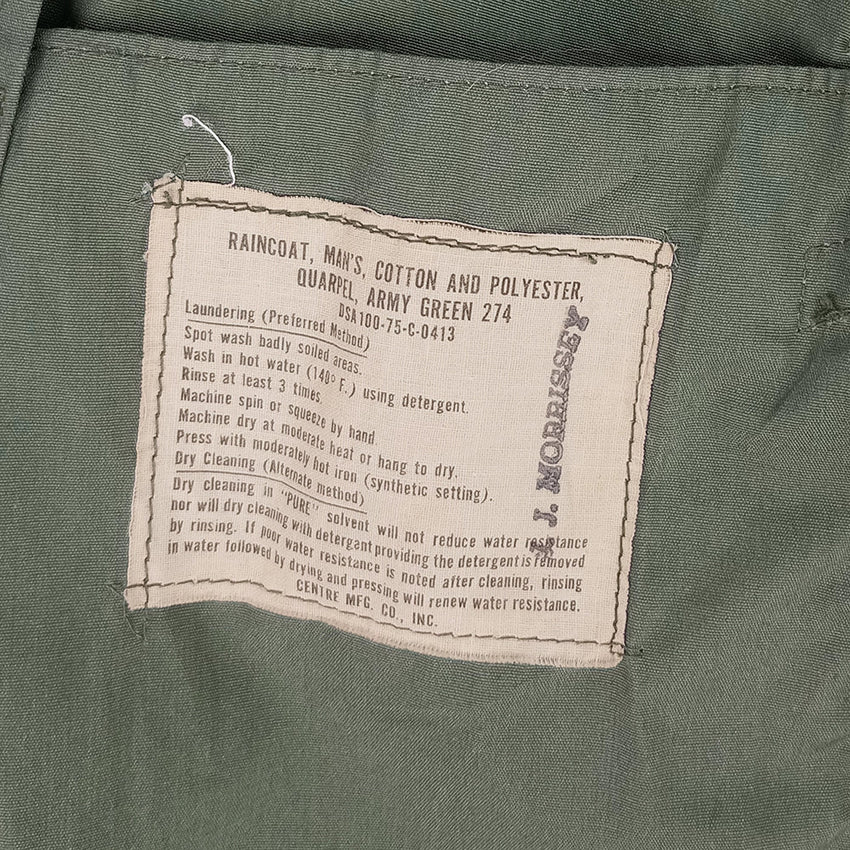 RAINCOAT, MAN'S, COTTON AND POLYESTER,
QUARPEL, ARMY GREEN 274
DSA100-75-C-0413
Laundering (Preferred Method)
Spot wash badly soiled areas.
Wash in hot water (140° F.) using detergent.
Rinse at least 3 times.
Machine spin or squeeze by hand.
Machine dry at moderate heat or hang to dry.
Press with moderately hot iron (synthetic setting).
Dry Cleaning (Alternate method)
Dry cleaning in "PURE" solvent will not reduce water resistance
nor will dry cleaning with detergent providing the detergent is removed
by rinsing. If poor water resistance is noted after cleaning, rinsing
in water followed by drying and pressing will renew water resistance.
CENTRE MFG. CO., INC.
J. MORRISSEY